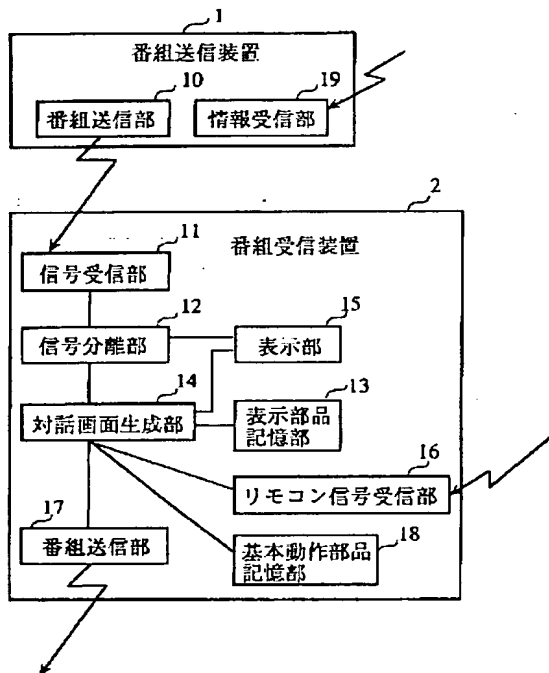 1
番組送信装置
10
19
番組送信部
情報受信部
2
番組受信装置
11
信号受信部
12
15
信号分離部
表示部
14
13
対話画面生成部
表示部品
記憶部
16
リモコン信号受信部
17
番組送信部
18
基本動作部品
記憶部